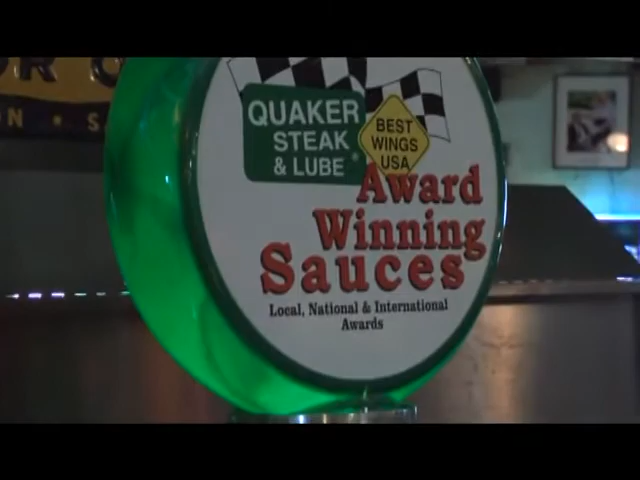 QUAKER
STEAK
& LUBE®
BEST
WINGS
USA
Award
Winning
Sauces
Local, National & International
Awards